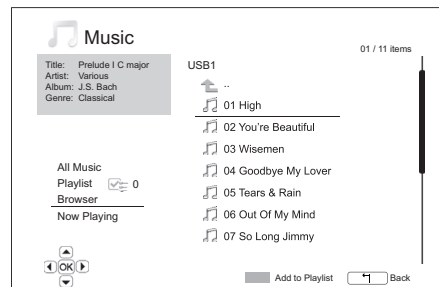 Music
01 / 11 items
Title: Prelude I C major
Artist: Various
Album: J.S. Bach
Genre: Classical
All Music
Playlist 0
Browser
Now Playing
USB1
..
01 High
02 You're Beautiful
03 Wisemen
04 Goodbye My Lover
05 Tears & Rain
06 Out Of My Mind
07 So Long Jimmy
OK
Add to Playlist
Back